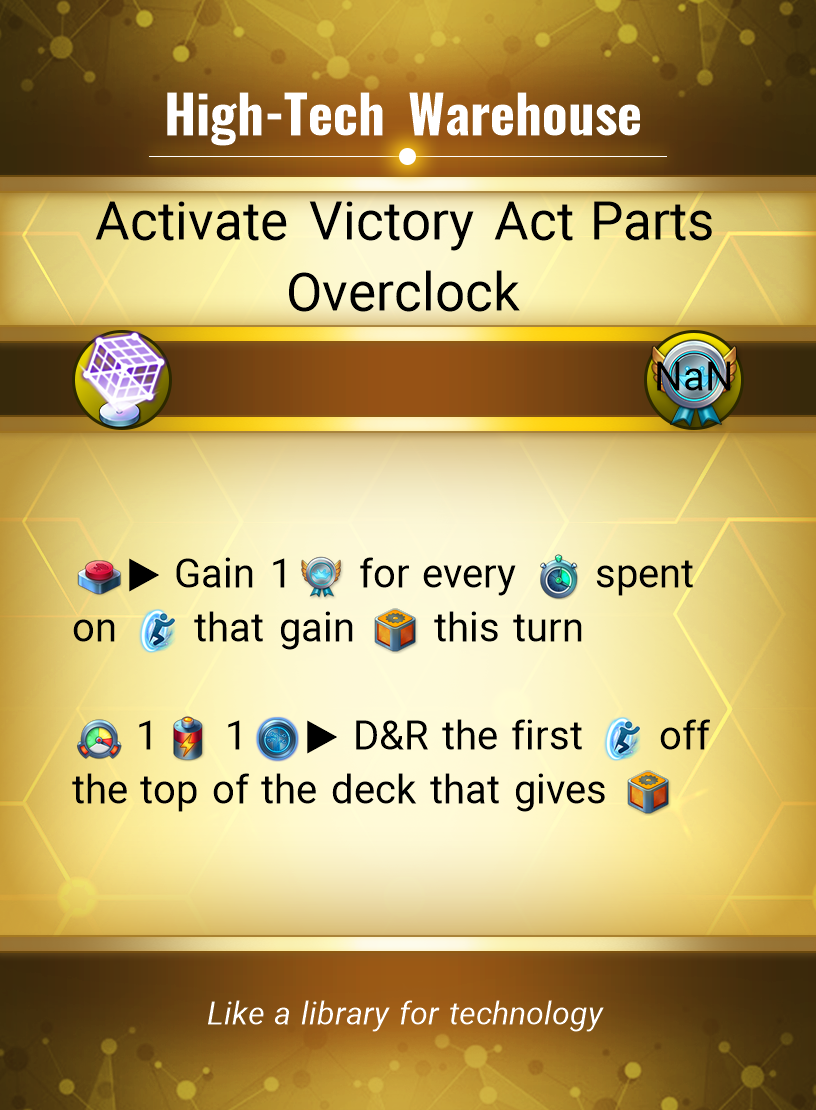 High-Tech Warehouse
Activate Victory Act Parts
Overclock
NaN
▶ Gain 1 for every spent
on that gain this turn
1 1 ▶ D&R the first off
the top of the deck that gives
Like a library for technology